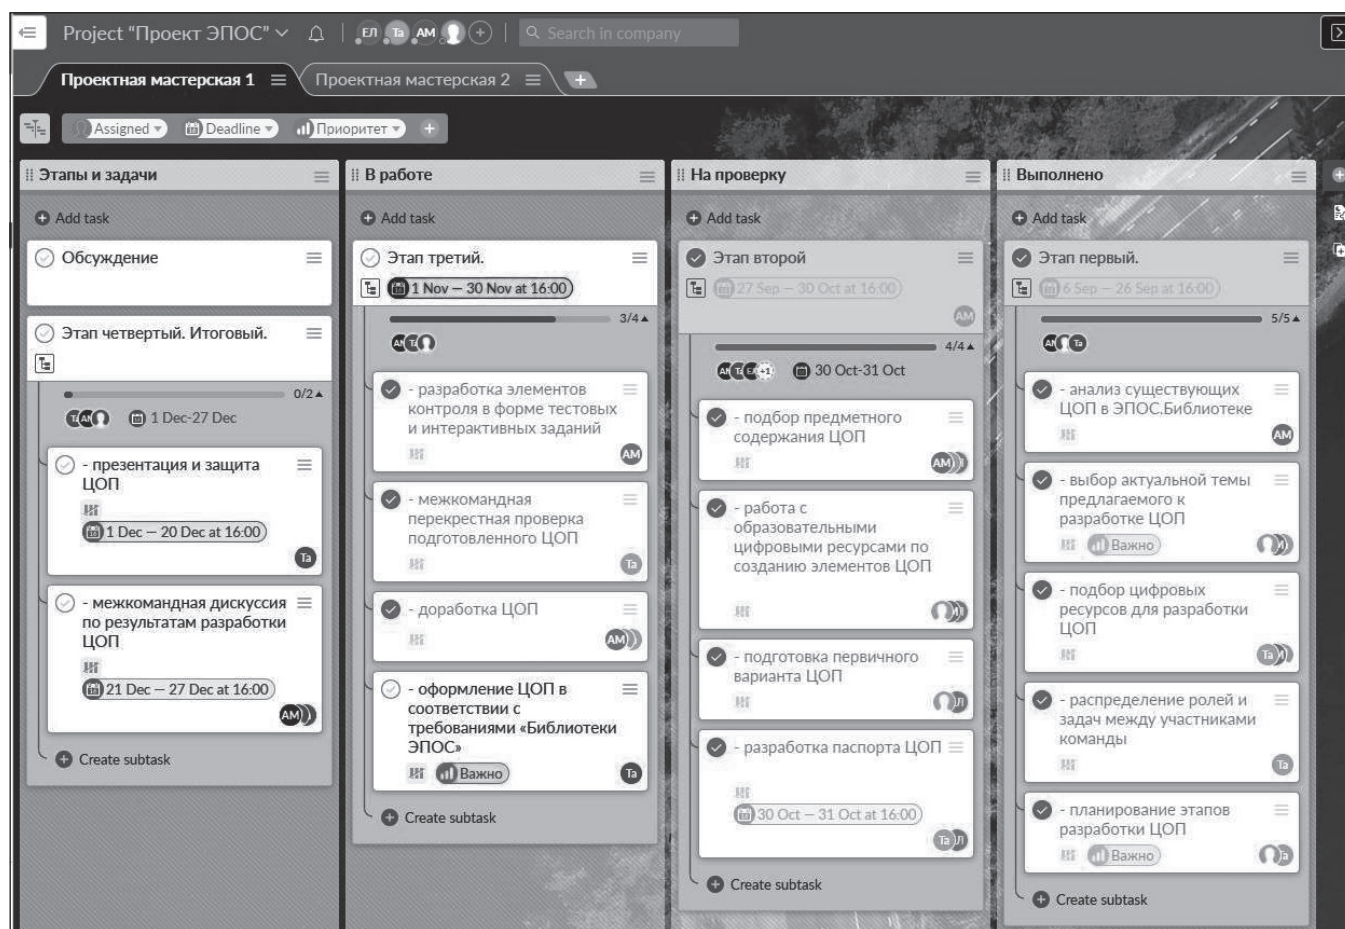 Project "Проект ЭПОС"
ЕЛ Та АМ
Search in company
Проектная мастерская 1
Проектная мастерская 2
Assigned
Deadline
Приоритет
Этапы и задачи
Add task
Обсуждение
Этап четвертый. Итоговый.
0/2
1 Dec-27 Dec
- презентация и защита
ЦОП
1 Dec — 20 Dec at 16:00
Та
- межкомандная дискуссия
по результатам разработки
ЦОП
21 Dec — 27 Dec at 16:00
АМ
Create subtask
В работе
Add task
Этап третий.
1 Nov — 30 Nov at 16:00
3/4
- разработка элементов
контроля в форме тестовых
и интерактивных заданий
АМ
- межкомандная
перекрестная проверка
подготовленного ЦОП
Та
- доработка ЦОП
АМ
- оформление ЦОП в
соответствии с
требованиями «Библиотеки
ЭПОС»
Важно
Та
Create subtask
На проверку
Add task
Этап второй
27 Sep — 30 Oct at 16:00
АМ
4/4
+1
30 Oct-31 Oct
- подбор предметного
содержания ЦОП
АМ
- работа с
образовательными
цифровыми ресурсами по
созданию элементов ЦОП
- подготовка первичного
варианта ЦОП
- разработка паспорта ЦОП
30 Oct — 31 Oct at 16:00
Та
Create subtask
Выполнено
Add task
Этап первый.
6 Sep — 26 Sep at 16:00
5/5
Та
- анализ существующих
ЦОП в ЭПОС.Библиотеке
АМ
- выбор актуальной темы
предлагаемого к
разработке ЦОП
Важно
- подбор цифровых
ресурсов для разработки
ЦОП
Та
- распределение ролей и
задач между участниками
команды
Та
- планирование этапов
разработки ЦОП
Важно
Create subtask